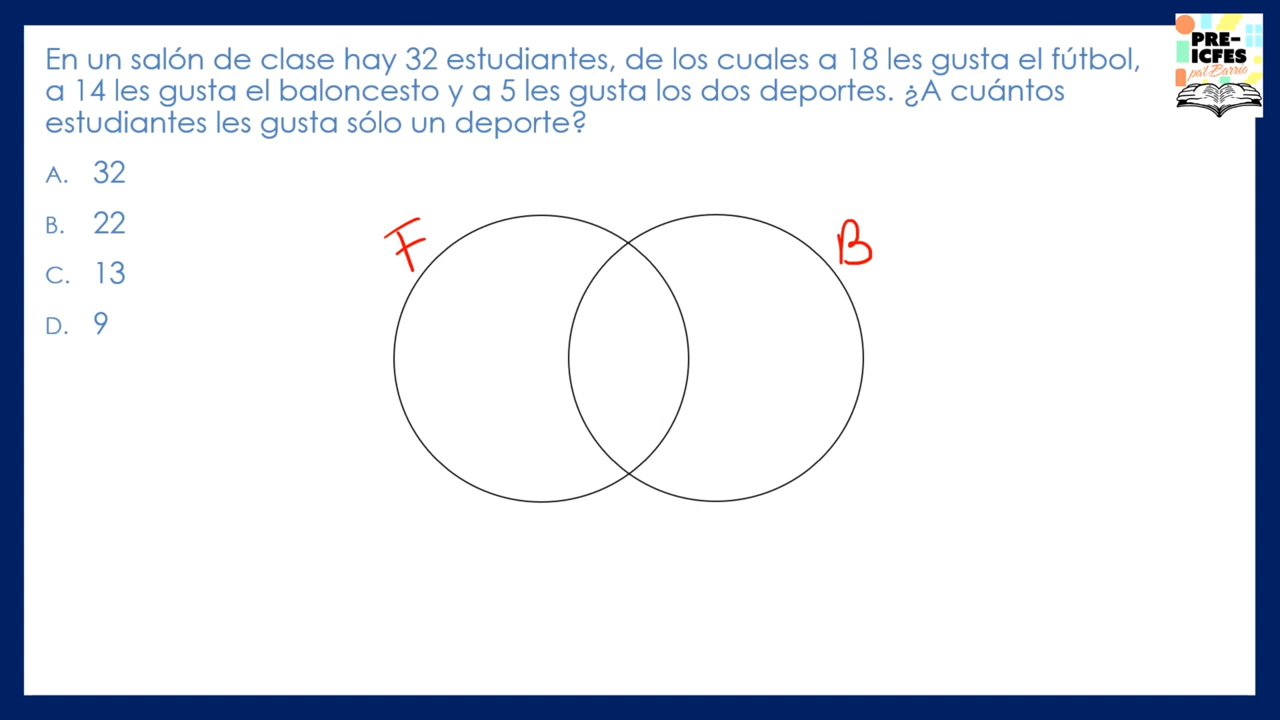 En un salón de clase hay 32 estudiantes, de los cuales a 18 les gusta el fútbol,
a 14 les gusta el baloncesto y a 5 les gusta los dos deportes. ¿A cuántos
estudiantes les gusta sólo un deporte?
A. 32
B. 22
C. 13
D. 9
F
B
PRE-
ICFES
pal Barrio